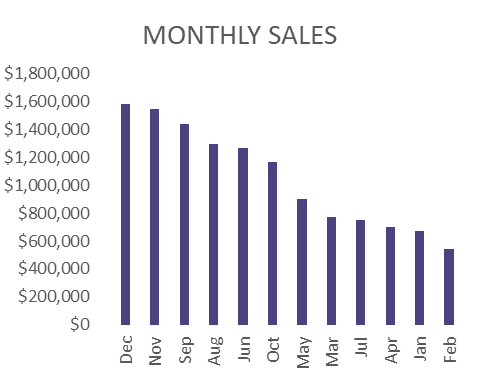 MONTHLY SALES
$1,800,000
$1,600,000
$1,400,000
$1,200,000
$1,000,000
$800,000
$600,000
$400,000
$200,000
$0
Dec
Nov
Sep
Aug
Jun
Oct
May
Mar
Jul
Apr
Jan
Feb